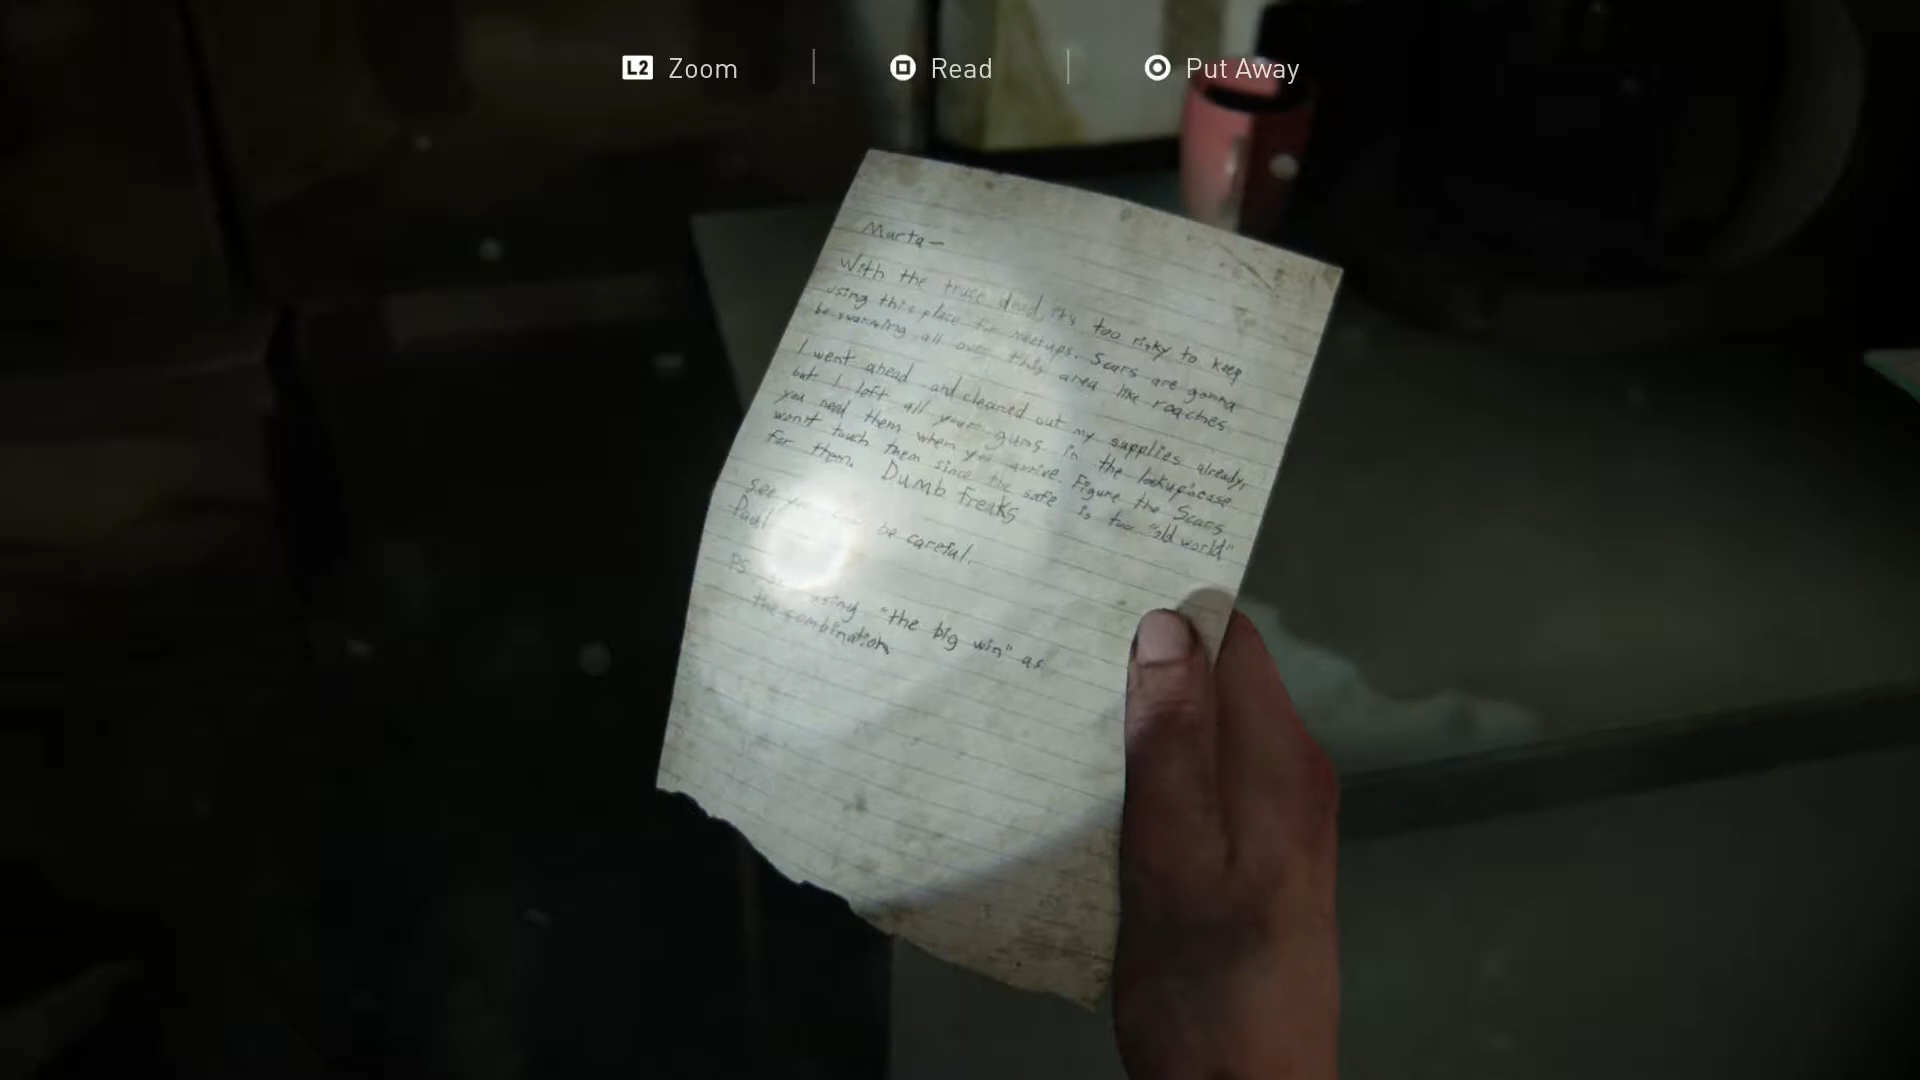 L2 Zoom | Read | Put Away
Marta—
With the truce dead, it's too risky to keep
using this place for meetups. Scars are gonna
be swarming all over this area like roaches.
I went ahead and cleaned out my supplies already,
but I left all your guns in the lockup case
you need them when you arrive. Figure the Scars
won't touch them since the safe is too "old world"
for them. Dumb freaks
See you be careful.
Paul
PS using "the big win" as
the combination.